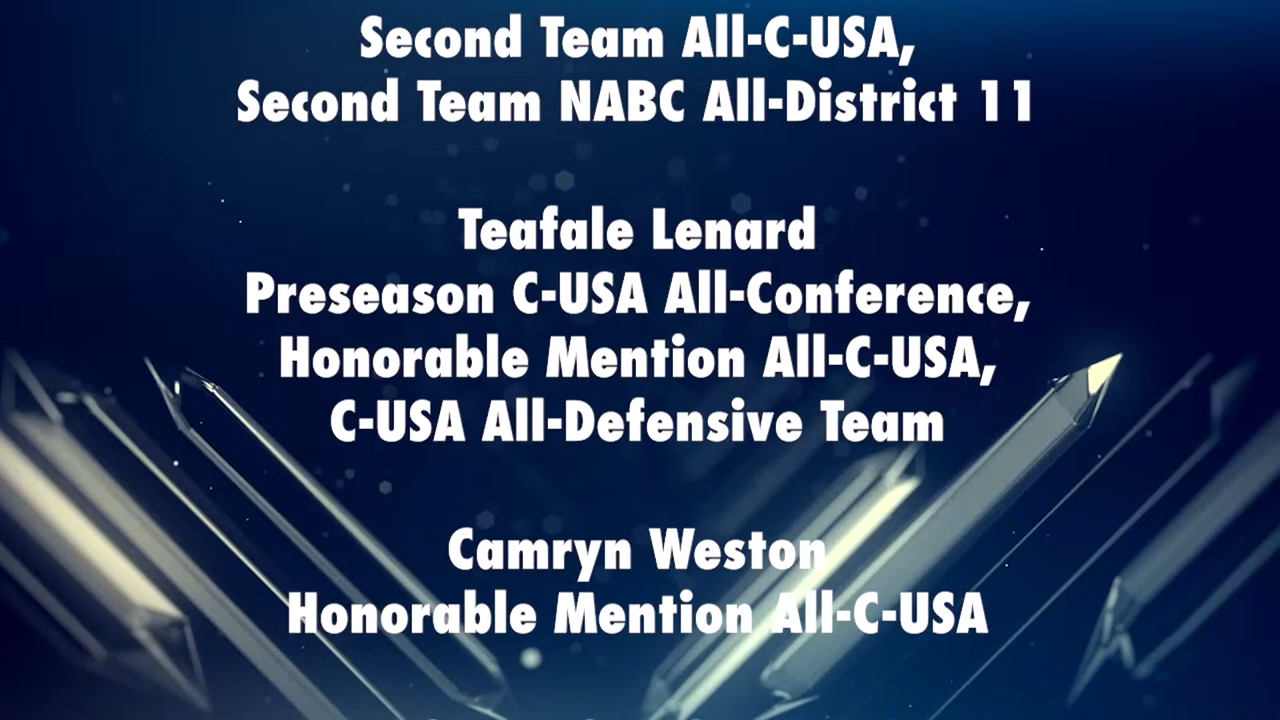 Second Team All-C-USA,
Second Team NABC All-District 11
Teafale Lenard
Preseason C-USA All-Conference,
Honorable Mention All-C-USA,
C-USA All-Defensive Team
Camryn Weston
Honorable Mention All-C-USA